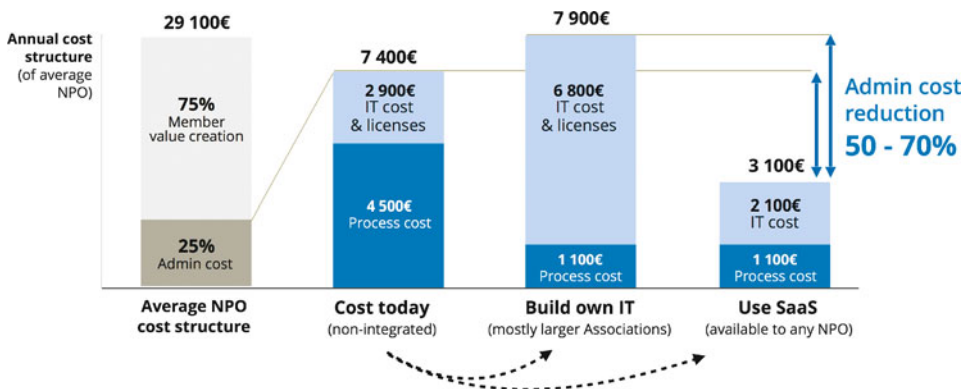 Annual cost
structure
(of average
NPO)
29 100€
75%
Member
value creation
25%
Admin cost
Average NPO
cost structure
7 400€
2 900€
IT cost
& licenses
4 500€
Process cost
Cost today
(non-integrated)
7 900€
6 800€
IT cost
& licenses
1 100€
Process cost
Build own IT
(mostly larger Associations)
3 100€
2 100€
IT cost
1 100€
Process cost
Use SaaS
(available to any NPO)
Admin cost
reduction
50 - 70%